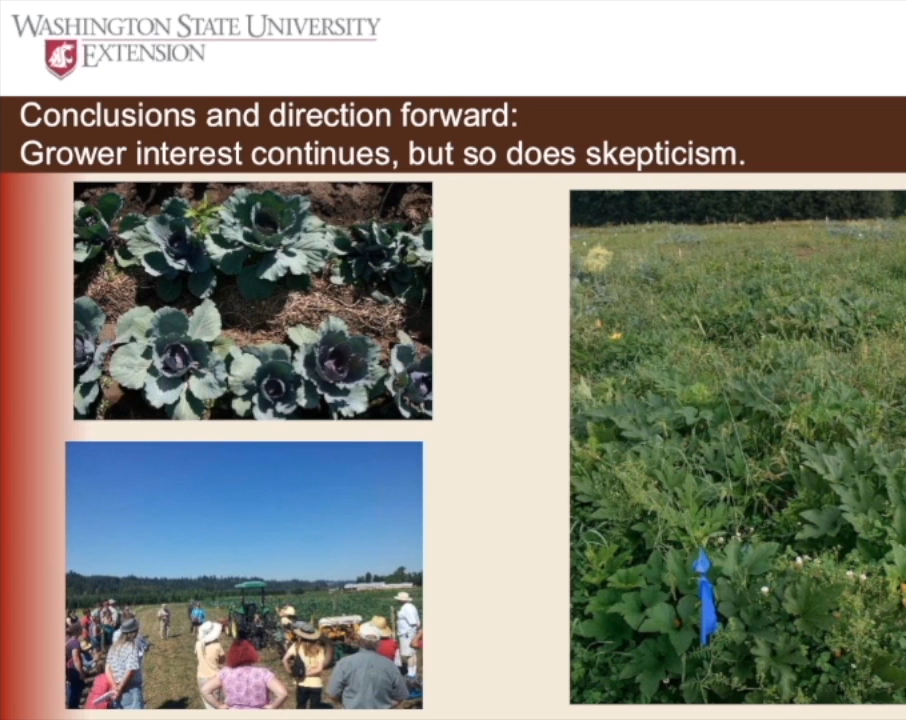 WASHINGTON STATE UNIVERSITY
EXTENSION
Conclusions and direction forward:
Grower interest continues, but so does skepticism.